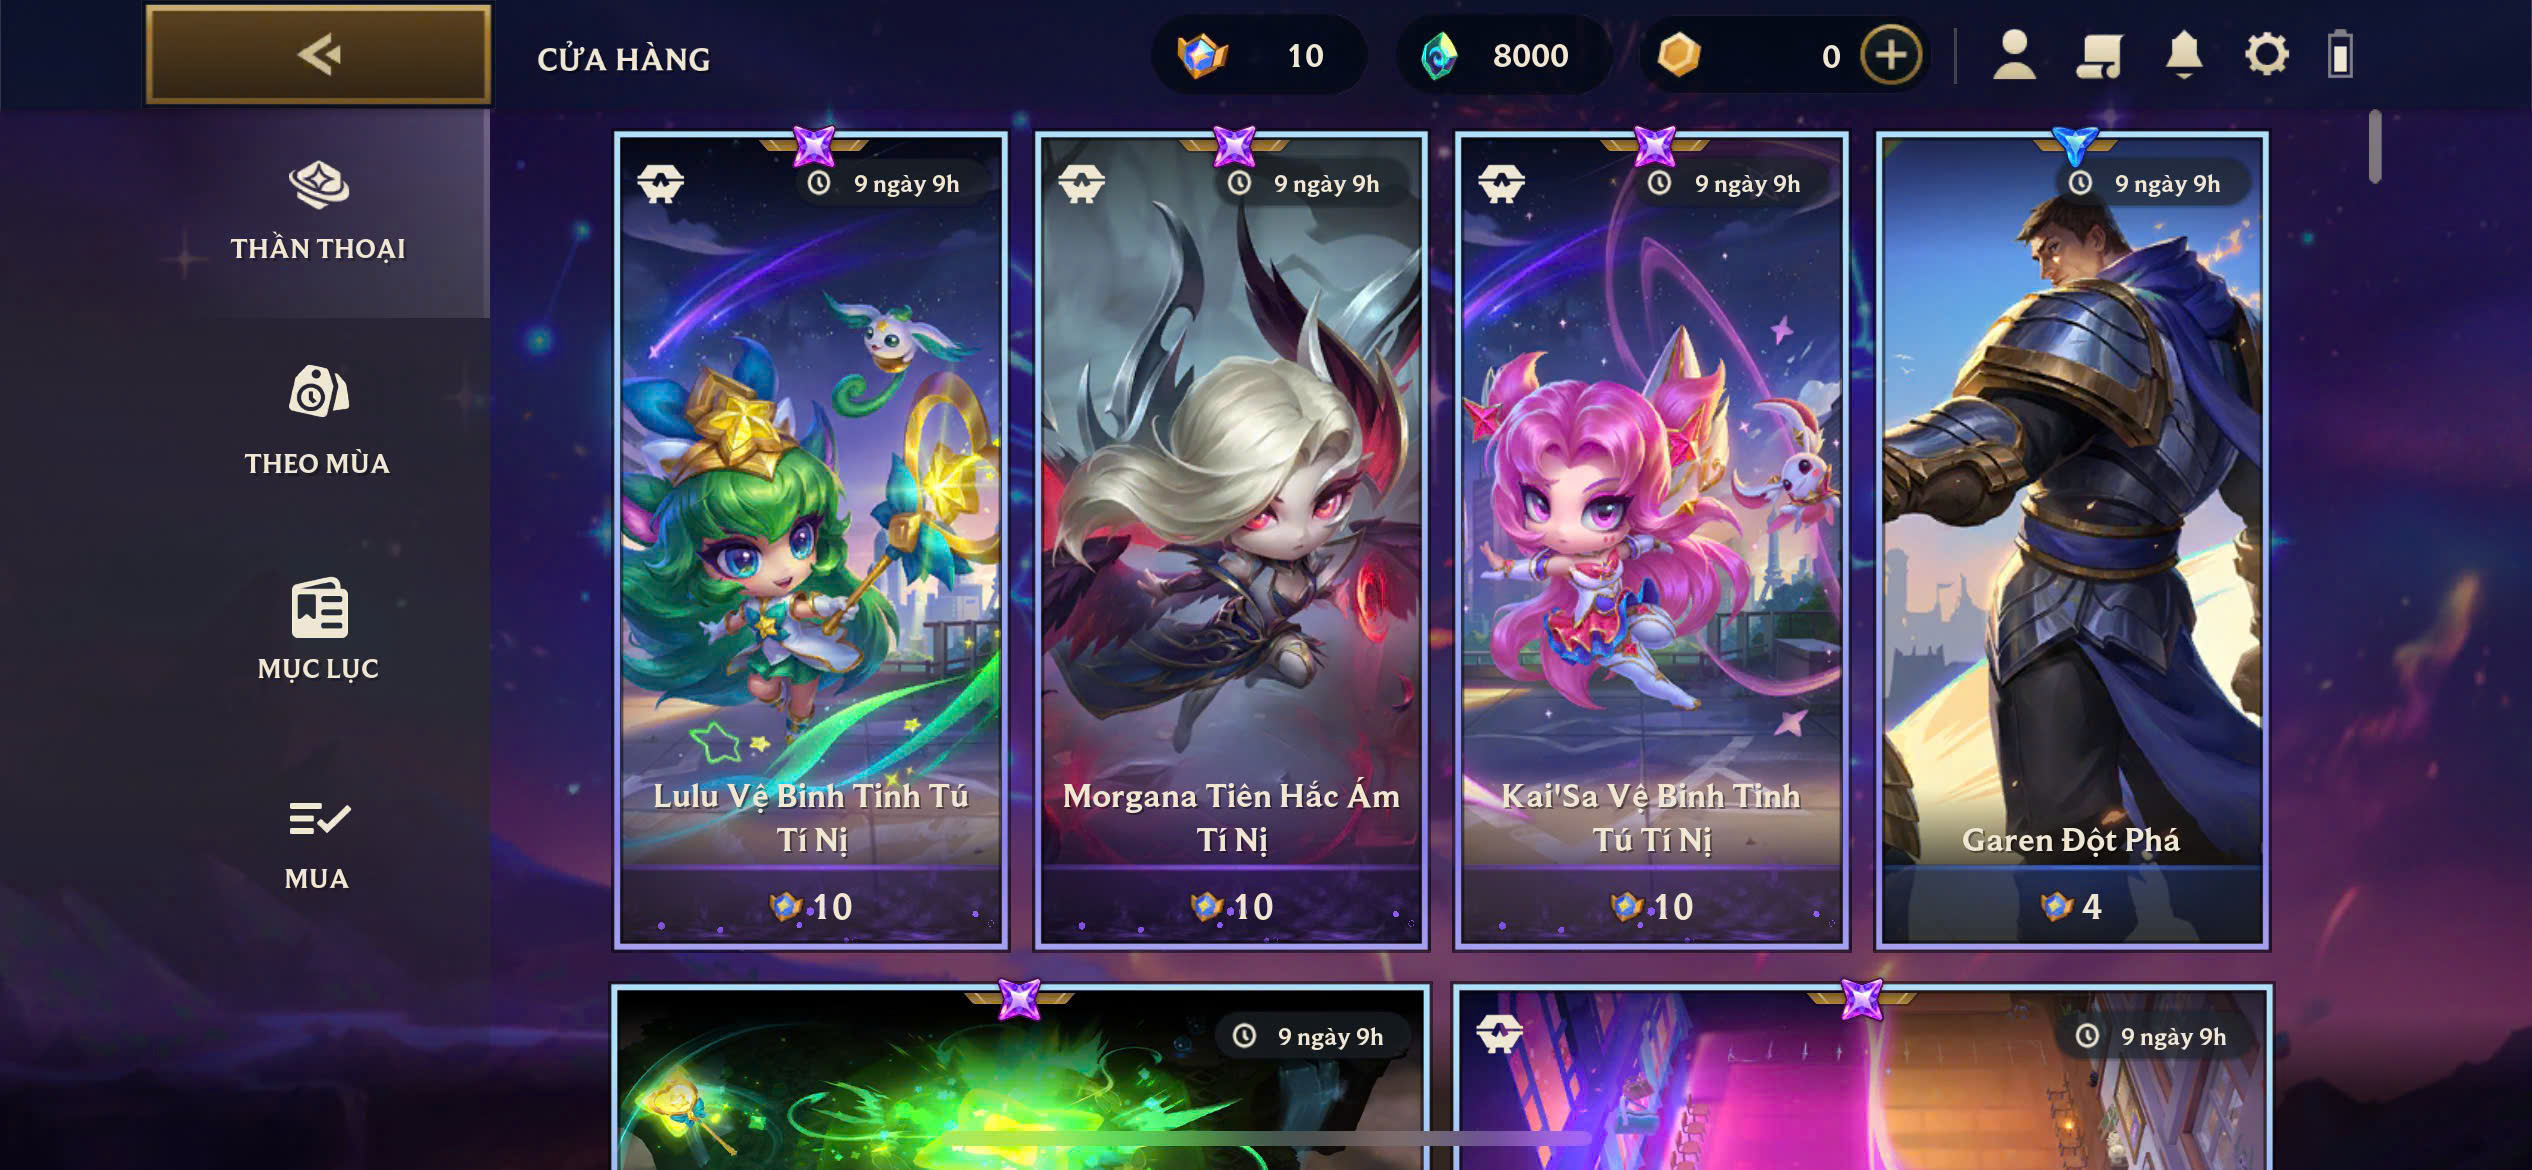 CỬA HÀNG
10
8000
0
THẦN THOẠI
THEO MÙA
MỤC LỤC
MUA
9 ngày 9h
Lulu Vệ Binh Tinh Tú
Tí Nị
10
9 ngày 9h
Morgana Tiên Hắc Ám
Tí Nị
10
9 ngày 9h
Kai'Sa Vệ Binh Tinh
Tú Tí Nị
10
9 ngày 9h
Garen Đột Phá
4
9 ngày 9h
9 ngày 9h